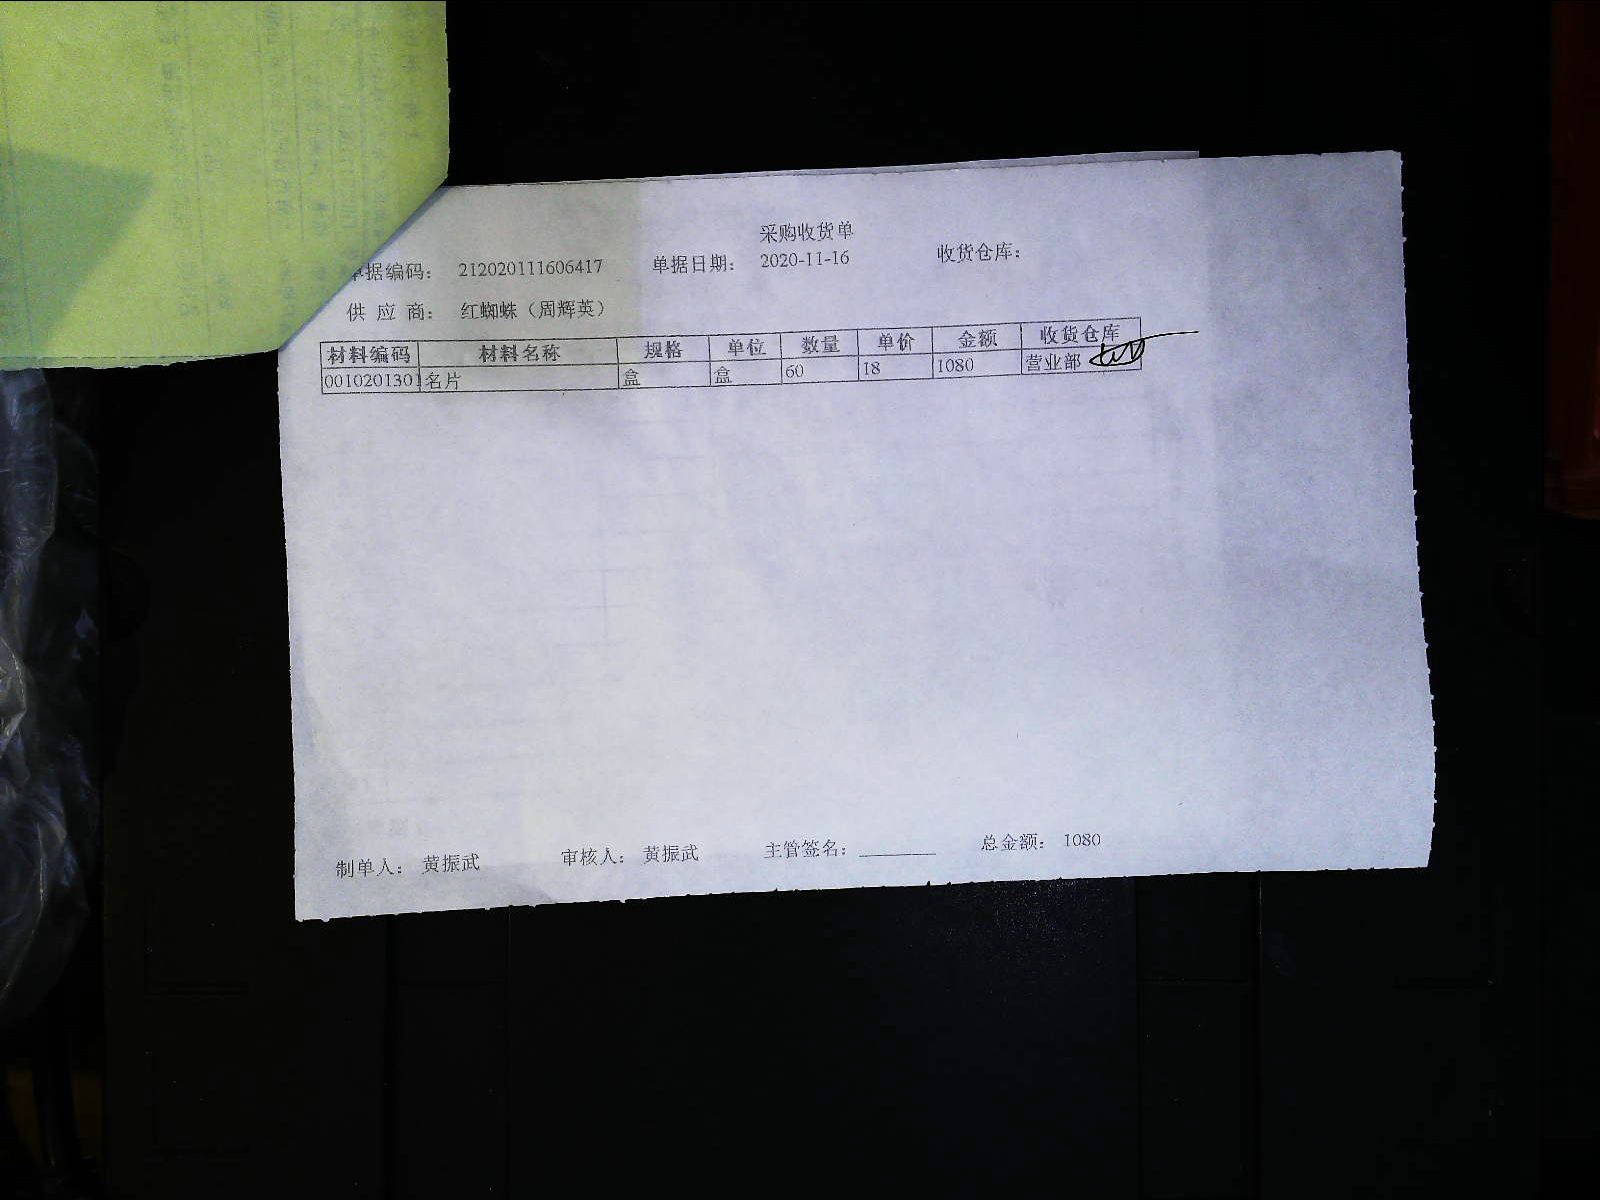 采购收货单
单据编码： 212020111606417 单据日期： 2020-11-16 收货仓库：
供 应 商： 红蜘蛛（周辉英）
材料编码 材料名称 规格 单位 数量 单价 金额 收货仓库
0010201301 名片 盒 盒 60 18 1080 营业部
制单人： 黄振武 审核人： 黄振武 主管签名： 总金额： 1080